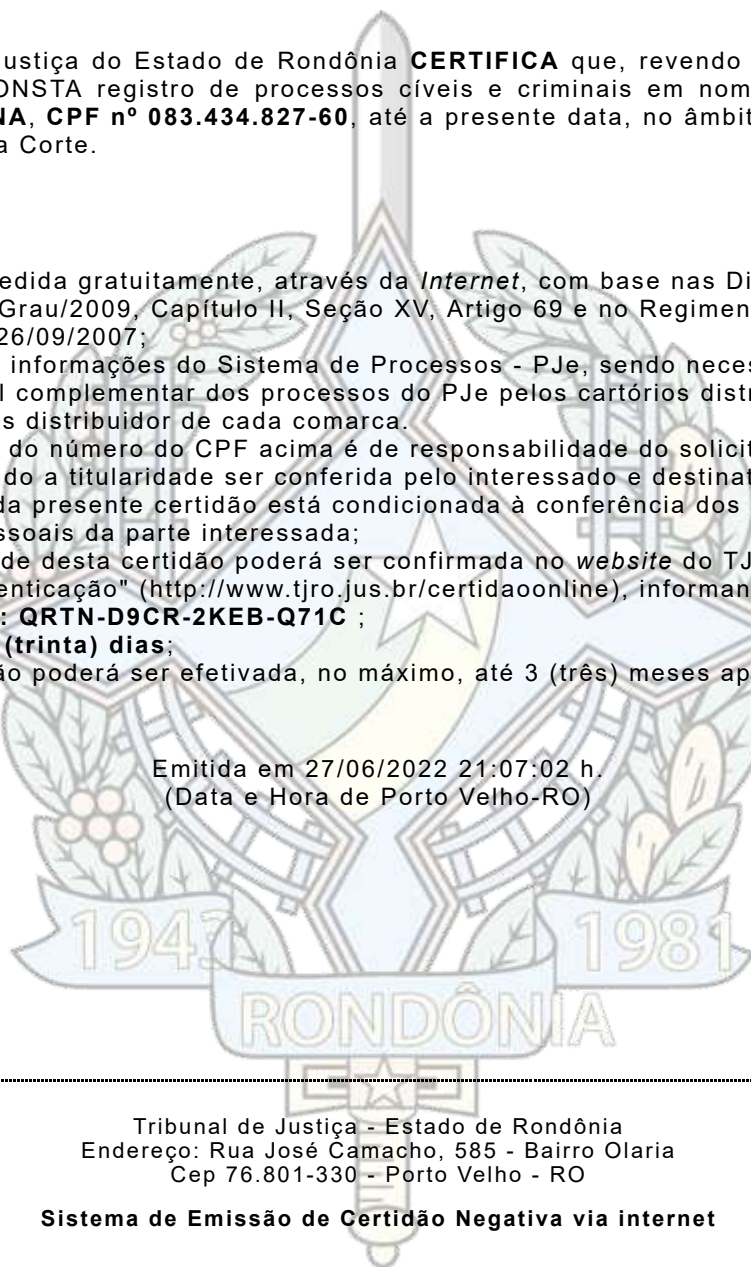 ustiça do Estado de Rondônia CERTIFICA que, revendo
ONSTA registro de processos cíveis e criminais em nom
NA, CPF nº 083.434.827-60, até a presente data, no âmbit
a Corte.
edida gratuitamente, através da Internet, com base nas Di
Grau/2009, Capítulo II, Seção XV, Artigo 69 e no Regimen
26/09/2007;
informações do Sistema de Processos - PJe, sendo neces
l complementar dos processos do PJe pelos cartórios distr
s distribuidor de cada comarca.
do número do CPF acima é de responsabilidade do solicit
do a titularidade ser conferida pelo interessado e destinat
da presente certidão está condicionada à conferência dos
ssoais da parte interessada;
de desta certidão poderá ser confirmada no website do TJ
enticação" (http://www.tjro.jus.br/certidaoonline), informan
: QRTN-D9CR-2KEB-Q71C ;
(trinta) dias;
ão poderá ser efetivada, no máximo, até 3 (três) meses ap
Emitida em 27/06/2022 21:07:02 h.
(Data e Hora de Porto Velho-RO)
1943 1981
RONDÔNIA
Tribunal de Justiça - Estado de Rondônia
Endereço: Rua José Camacho, 585 - Bairro Olaria
Cep 76.801-330 - Porto Velho - RO
Sistema de Emissão de Certidão Negativa via internet